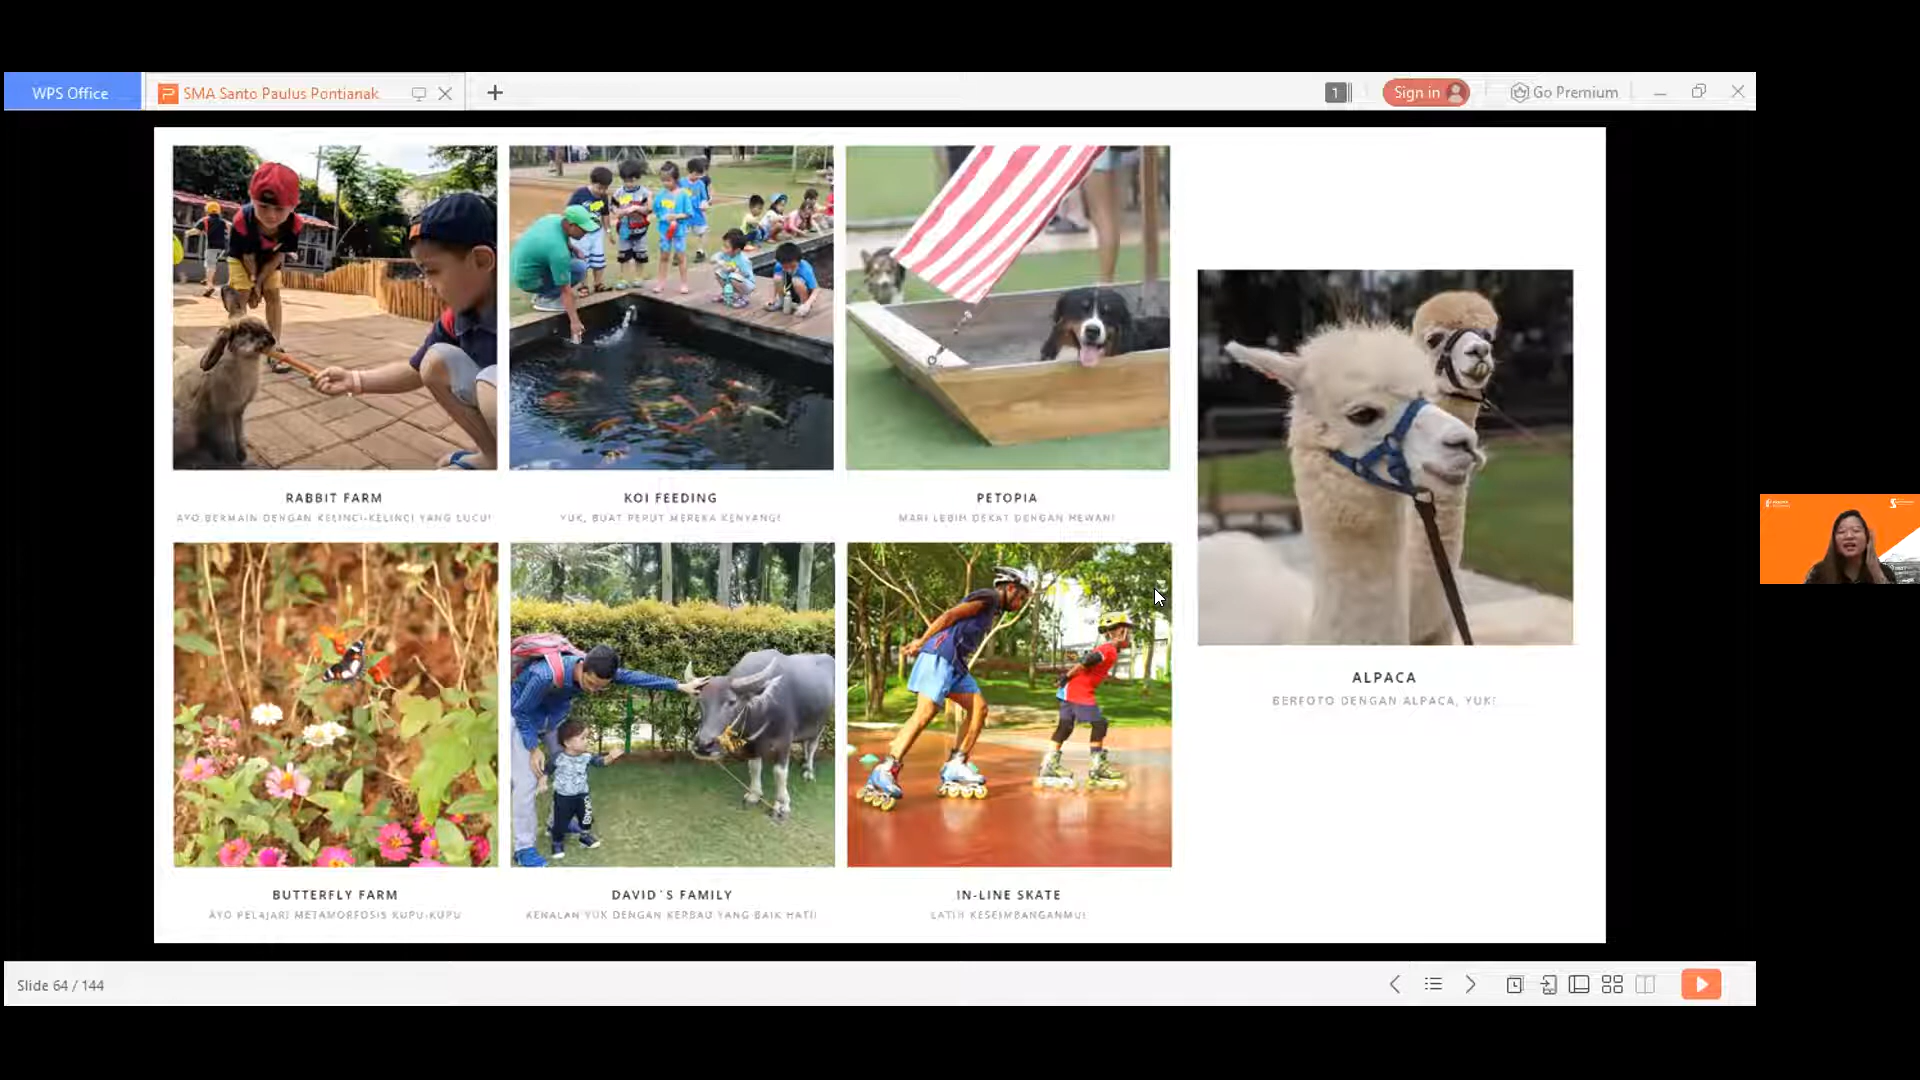 WPS Office
SMA Santo Paulus Pontianak
1
Sign in
Go Premium
RABBIT FARM
AYO BERMAIN DENGAN KELINCI-KELINCI YANG LUCU!
KOI FEEDING
YUK, BUAT PERUT MEREKA KENYANG!
PETOPIA
MARI LEBIH DEKAT DENGAN HEWAN!
ALPACA
BERFOTO DENGAN ALPACA, YUK!
BUTTERFLY FARM
AYO PELAJARI METAMORFOSIS KUPU-KUPU
DAVID´S FAMILY
KENALAN YUK DENGAN KERBAU YANG BAIK HATI!
IN-LINE SKATE
LATIH KESEIMBANGANMU!
Slide 64 / 144